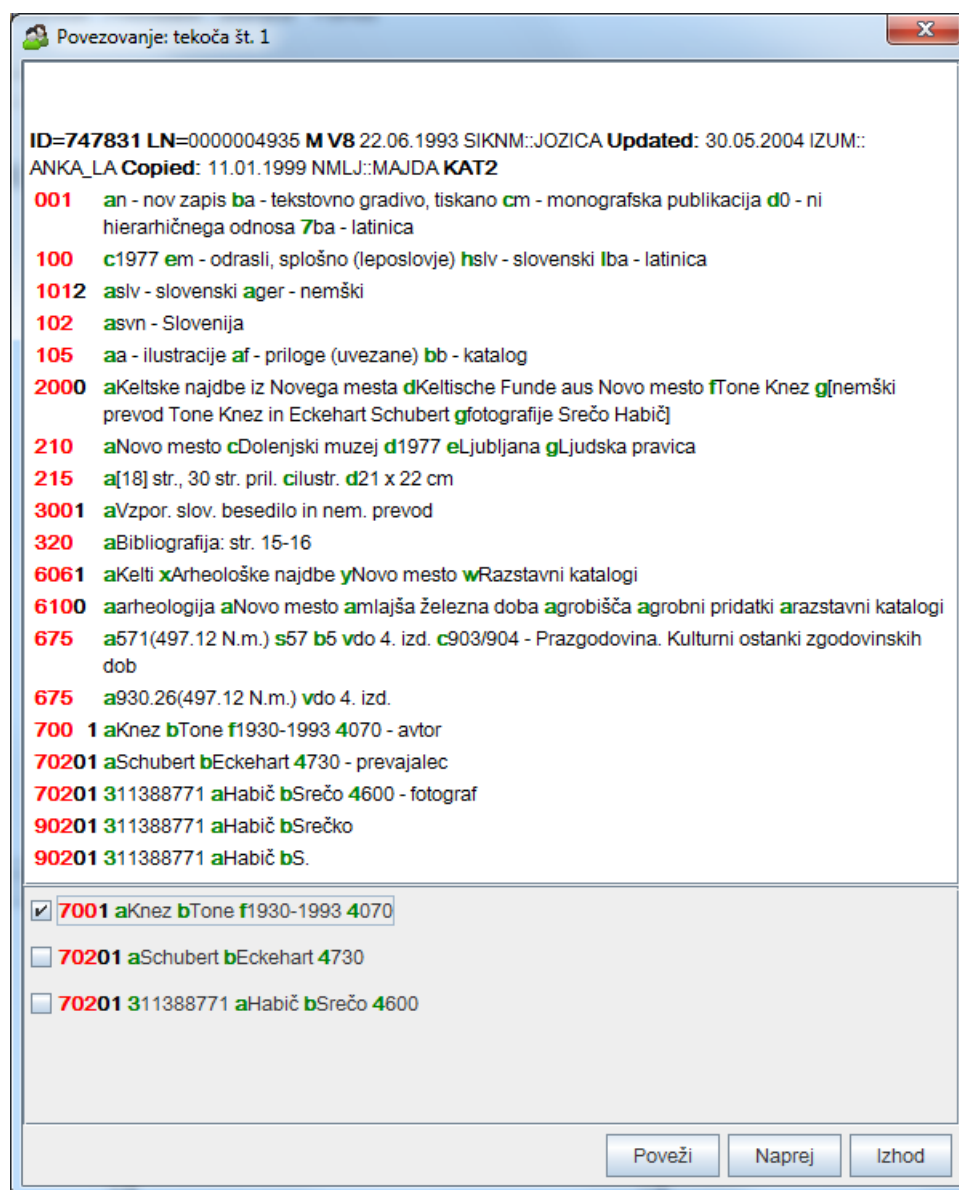 Povezovanje: tekoča št. 1
ID=747831 LN=0000004935 M V8 22.06.1993 SIKNM::JOZICA Updated: 30.05.2004 IZUM::
ANKA_LA Copied: 11.01.1999 NMLJ::MAJDA KAT2
001 an - nov zapis ba - tekstovno gradivo, tiskano cm - monografska publikacija d0 - ni
hierarhičnega odnosa 7ba - latinica
100 c1977 em - odrasli, splošno (leposlovje) hslv - slovenski lba - latinica
1012 aslv - slovenski ager - nemški
102 asvn - Slovenija
105 aa - ilustracije af - priloge (uvezane) bb - katalog
2000 aKeltske najdbe iz Novega mesta dKeltische Funde aus Novo mesto fTone Knez g[nemški
prevod Tone Knez in Eckehart Schubert gfotografije Srečo Habič]
210 aNovo mesto cDolenjski muzej d1977 eLjubljana gLjudska pravica
215 a[18] str., 30 str. pril. cilustr. d21 x 22 cm
3001 aVzpor. slov. besedilo in nem. prevod
320 aBibliografija: str. 15-16
6061 aKelti xArheološke najdbe yNovo mesto wRazstavni katalogi
6100 aarheologija aNovo mesto amlajša železna doba agrobišča agrobni pridatki arazstavni katalogi
675 a571(497.12 N.m.) s57 b5 vdo 4. izd. c903/904 - Prazgodovina. Kulturni ostanki zgodovinskih
dob
675 a930.26(497.12 N.m.) vdo 4. izd.
700 1 aKnez bTone f1930-1993 4070 - avtor
70201 aSchubert bEckehart 4730 - prevajalec
70201 311388771 aHabič bSrečo 4600 - fotograf
90201 311388771 aHabič bSrečko
90201 311388771 aHabič bS.
7001 aKnez bTone f1930-1993 4070
70201 aSchubert bEckehart 4730
70201 311388771 aHabič bSrečo 4600
Poveži Naprej Izhod